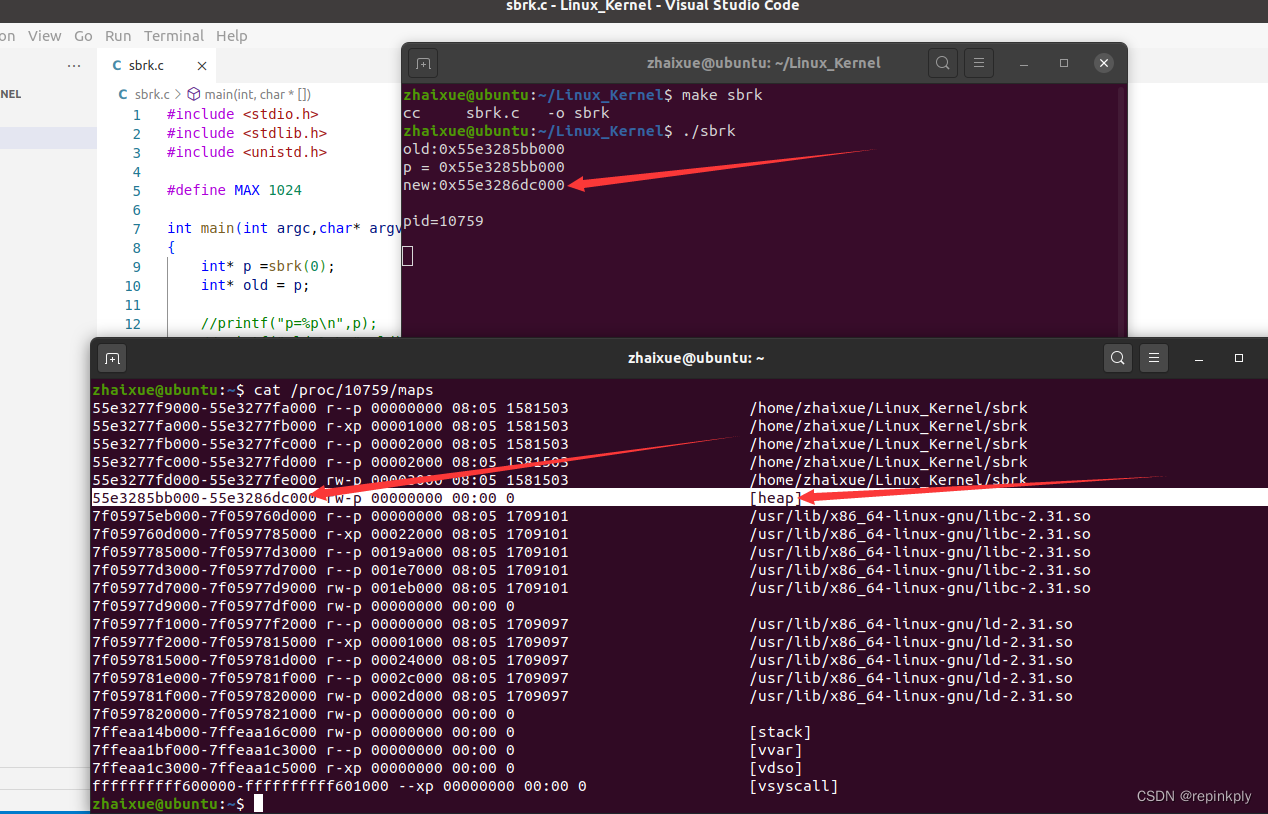 sbrk.c - Linux_Kernel - Visual Studio Code
on View Go Run Terminal Help
··· C sbrk.c ×
NEL
C sbrk.c > main(int, char * [])
1 #include <stdio.h>
2 #include <stdlib.h>
3 #include <unistd.h>
4
5 #define MAX 1024
6
7 int main(int argc,char* argv
8 {
9 int* p =sbrk(0);
10 int* old = p;
11
12 //printf("p=%p\n",p);
zhaixue@ubuntu: ~/Linux_Kernel
zhaixue@ubuntu:~/Linux_Kernel$ make sbrk
cc sbrk.c -o sbrk
zhaixue@ubuntu:~/Linux_Kernel$ ./sbrk
old:0x55e3285bb000
p = 0x55e3285bb000
new:0x55e3286dc000
pid=10759
zhaixue@ubuntu: ~
zhaixue@ubuntu:~$ cat /proc/10759/maps
55e3277f9000-55e3277fa000 r--p 00000000 08:05 1581503 /home/zhaixue/Linux_Kernel/sbrk
55e3277fa000-55e3277fb000 r-xp 00001000 08:05 1581503 /home/zhaixue/Linux_Kernel/sbrk
55e3277fb000-55e3277fc000 r--p 00002000 08:05 1581503 /home/zhaixue/Linux_Kernel/sbrk
55e3277fc000-55e3277fd000 r--p 00002000 08:05 1581503 /home/zhaixue/Linux_Kernel/sbrk
55e3277fd000-55e3277fe000 rw-p 00003000 08:05 1581503 /home/zhaixue/Linux_Kernel/sbrk
55e3285bb000-55e3286dc000 rw-p 00000000 00:00 0 [heap]
7f05975eb000-7f059760d000 r--p 00000000 08:05 1709101 /usr/lib/x86_64-linux-gnu/libc-2.31.so
7f059760d000-7f0597785000 r-xp 00022000 08:05 1709101 /usr/lib/x86_64-linux-gnu/libc-2.31.so
7f0597785000-7f05977d3000 r--p 0019a000 08:05 1709101 /usr/lib/x86_64-linux-gnu/libc-2.31.so
7f05977d3000-7f05977d7000 r--p 001e7000 08:05 1709101 /usr/lib/x86_64-linux-gnu/libc-2.31.so
7f05977d7000-7f05977d9000 rw-p 001eb000 08:05 1709101 /usr/lib/x86_64-linux-gnu/libc-2.31.so
7f05977d9000-7f05977df000 rw-p 00000000 00:00 0
7f05977f1000-7f05977f2000 r--p 00000000 08:05 1709097 /usr/lib/x86_64-linux-gnu/ld-2.31.so
7f05977f2000-7f0597815000 r-xp 00001000 08:05 1709097 /usr/lib/x86_64-linux-gnu/ld-2.31.so
7f0597815000-7f059781d000 r--p 00024000 08:05 1709097 /usr/lib/x86_64-linux-gnu/ld-2.31.so
7f059781e000-7f059781f000 r--p 0002c000 08:05 1709097 /usr/lib/x86_64-linux-gnu/ld-2.31.so
7f059781f000-7f0597820000 rw-p 0002d000 08:05 1709097 /usr/lib/x86_64-linux-gnu/ld-2.31.so
7f0597820000-7f0597821000 rw-p 00000000 00:00 0
7ffeaa14b000-7ffeaa16c000 rw-p 00000000 00:00 0 [stack]
7ffeaa1bf000-7ffeaa1c3000 r--p 00000000 00:00 0 [vvar]
7ffeaa1c3000-7ffeaa1c5000 r-xp 00000000 00:00 0 [vdso]
ffffffffff600000-ffffffffff601000 --xp 00000000 00:00 0 [vsyscall]
zhaixue@ubuntu:~$
CSDN @repinkply